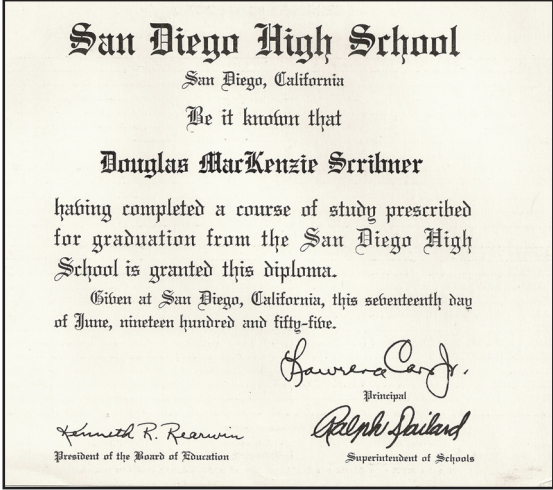 San Diego High School
San Diego, California
Be it known that
Douglas MacKenzie Scribner
having completed a course of study prescribed
for graduation from the San Diego High
School is granted this diploma.
Given at San Diego, California, this seventeenth day
of June, nineteen hundred and fifty-five.
Lawrence Carr Jr.
Principal
Kenneth R. Rearwin
Ralph Dailard
President of the Board of Education
Superintendent of Schools